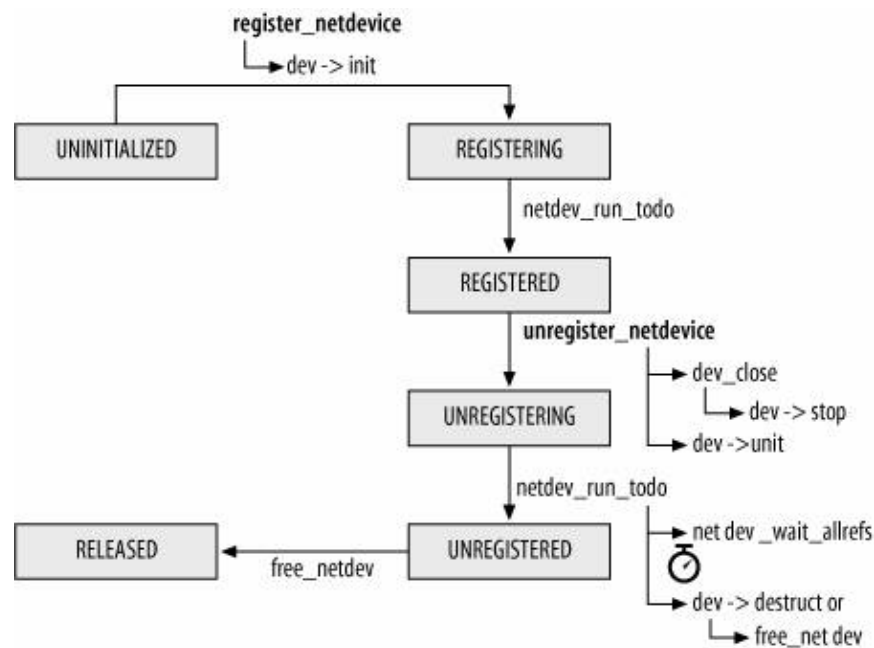 register_netdevice
dev -> init
UNINITIALIZED
REGISTERING
netdev_run_todo
REGISTERED
unregister_netdevice
dev_close
dev -> stop
dev ->unit
UNREGISTERING
netdev_run_todo
net dev _wait_allrefs
RELEASED
free_netdev
UNREGISTERED
dev -> destruct or
free_net dev